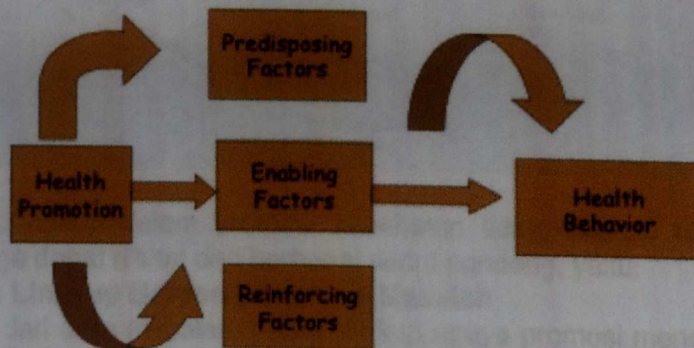 Predisposing
Factors
Health
Promotion
Enabling
Factors
Health
Behavior
Reinforcing
Factors